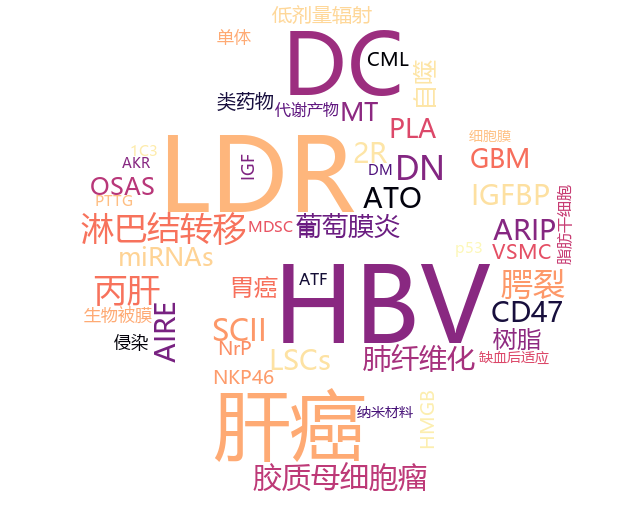 低剂量辐射
单体
DC
CML
自噬
类药物
代谢产物
MT
PLA
细胞膜
1C3
AKR
LDR
IGF
2R
DM
DN
GBM
OSAS
PTTG
ATO
IGFBP
脂肪干细胞
淋巴结转移
MDSC
葡萄膜炎
ARIP
p53
VSMC
miRNAs
丙肝
胃癌
ATF
HBV
腭裂
生物被膜
AIRE
侵染
SCII
CD47
树脂
NrP
LSCs
肺纤维化
缺血后适应
NKP46
肝癌
纳米材料
HMGB
胶质母细胞瘤